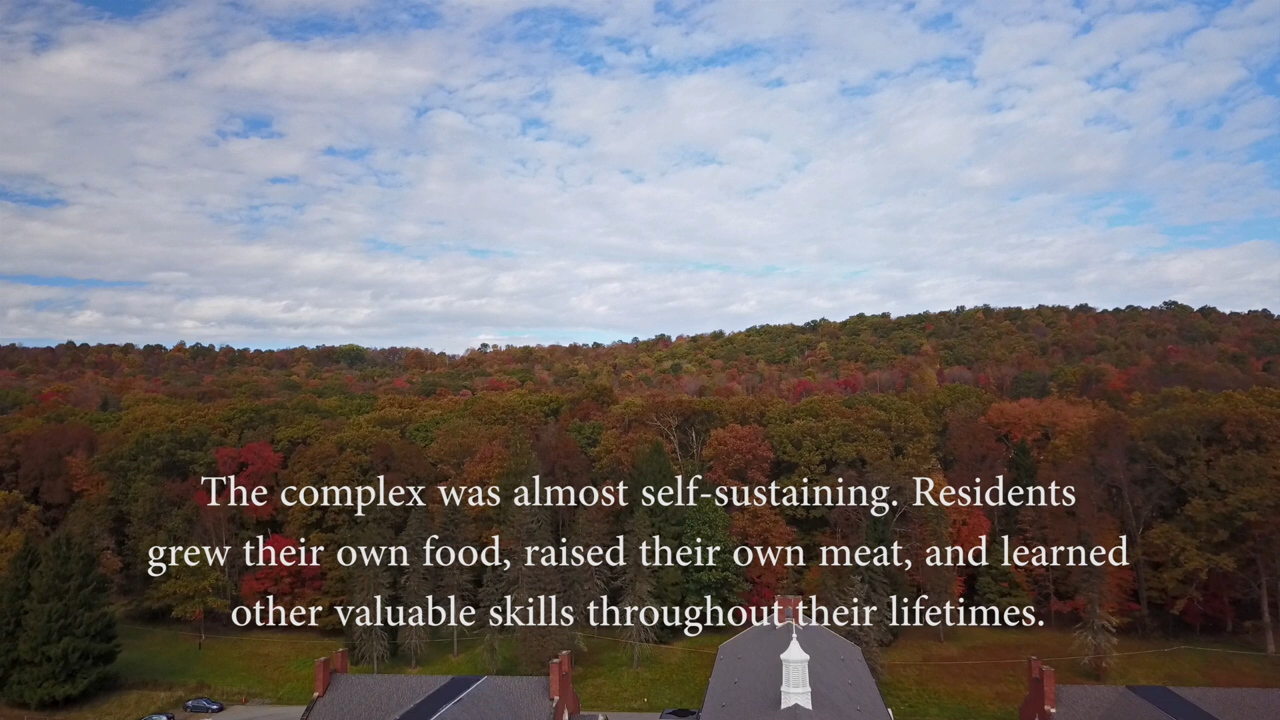 The complex was almost self-sustaining. Residents
grew their own food, raised their own meat, and learned
other valuable skills throughout their lifetimes.